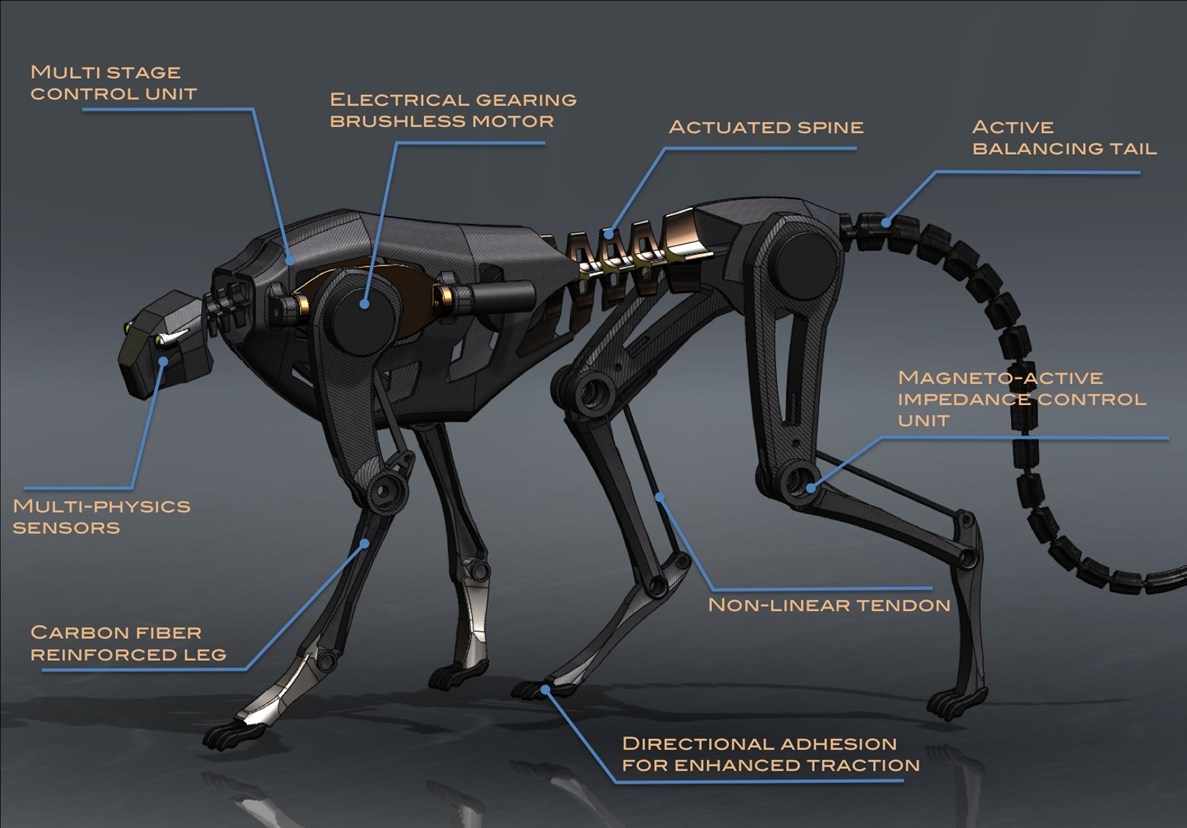 Multi stage
control unit
Electrical gearing
brushless motor
Actuated spine
Active
balancing tail
Magneto-active
impedance control
unit
Multi-physics
sensors
Non-linear tendon
Carbon fiber
reinforced leg
Directional adhesion
for enhanced traction